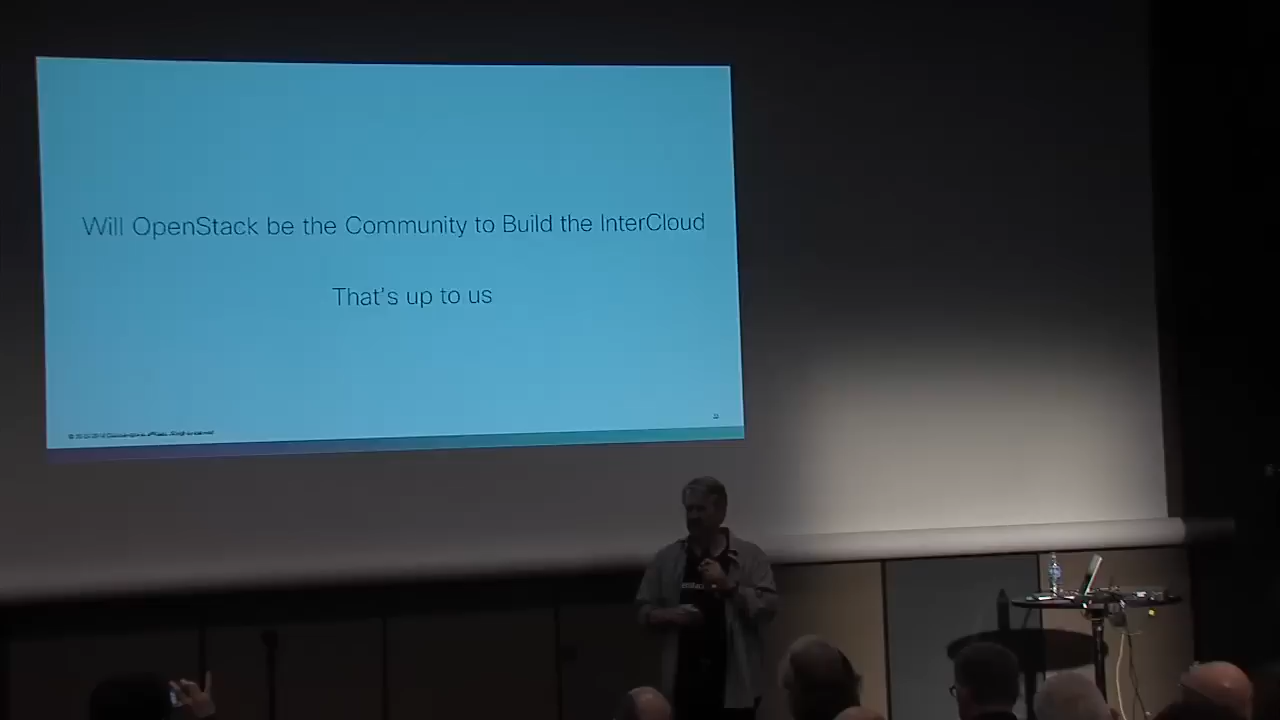 Will OpenStack be the Community to Build the InterCloud
That's up to us